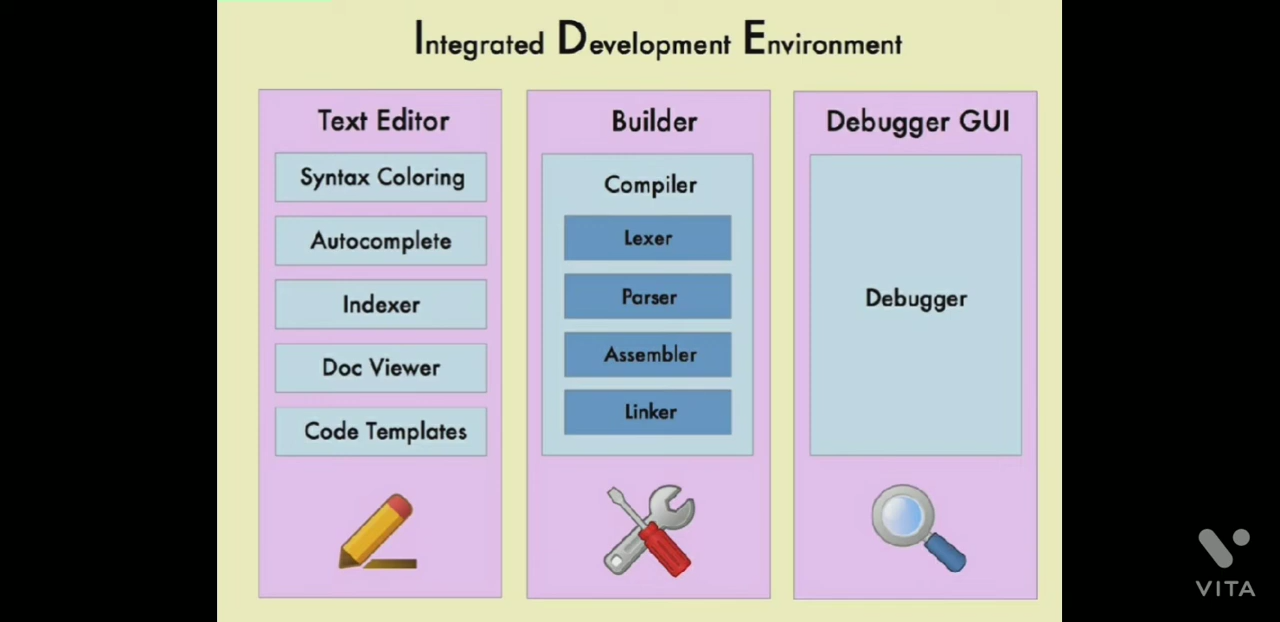 Integrated Development Environment
Text Editor
Syntax Coloring
Autocomplete
Indexer
Doc Viewer
Code Templates
Builder
Compiler
Lexer
Parser
Assembler
Linker
Debugger GUI
Debugger
VITA